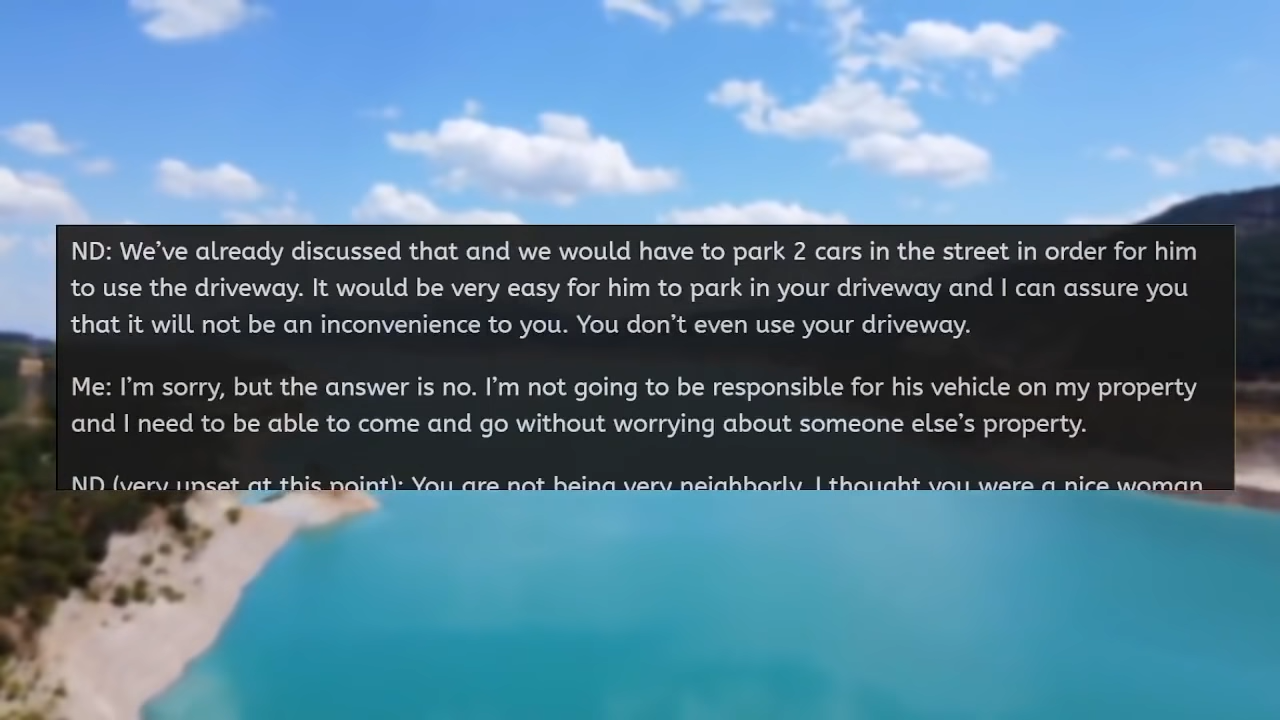 ND: We’ve already discussed that and we would have to park 2 cars in the street in order for him
to use the driveway. It would be very easy for him to park in your driveway and I can assure you
that it will not be an inconvenience to you. You don’t even use your driveway.
Me: I’m sorry, but the answer is no. I’m not going to be responsible for his vehicle on my property
and I need to be able to come and go without worrying about someone else’s property.
ND (very upset at this point): You are not being very neighborly. I thought you were a nice woman